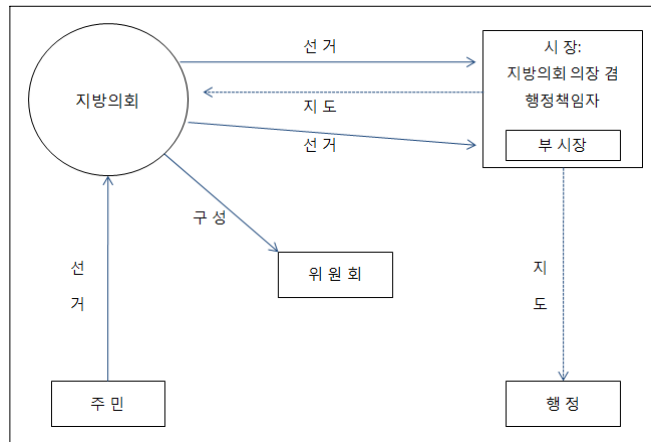 선 거
시 장:
지방의회 의장 겸
행정책임자
지방의회
지 도
선 거
부 시장
구 성
위 원 회
선
거
지
도
주 민
행 정